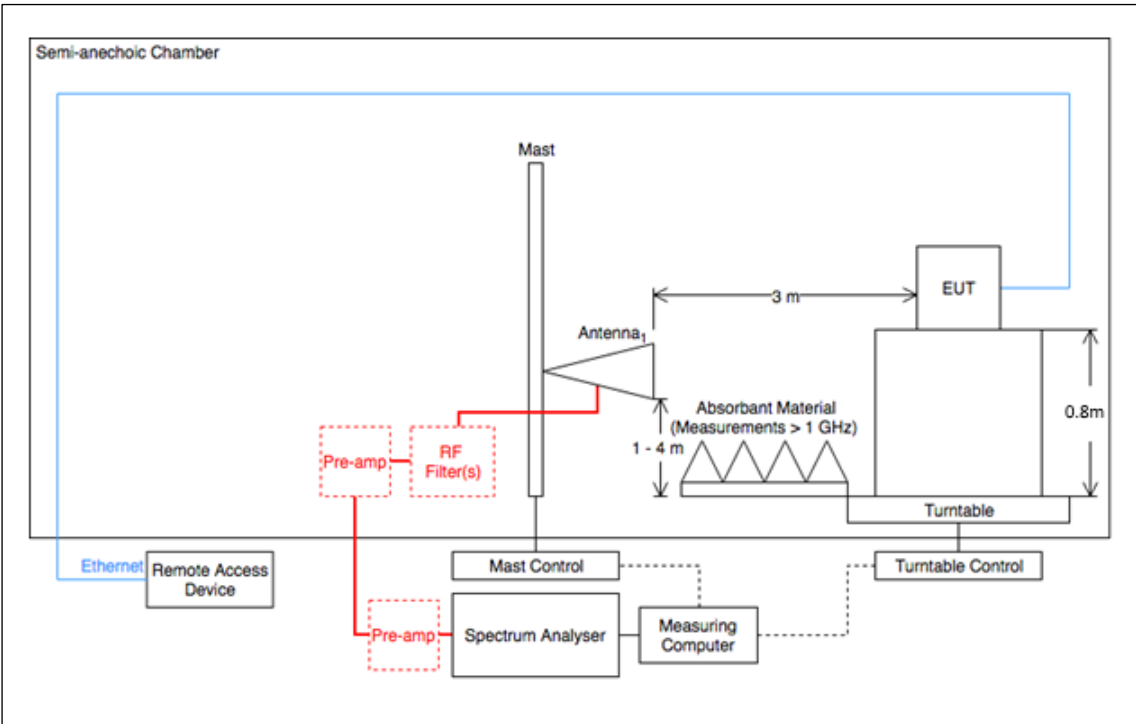 Semi-anechoic Chamber
Mast
EUT
3 m
Antenna1
Absorbant Material
(Measurements > 1 GHz)
0.8m
1 - 4 m
RF
Filter(s)
Pre-amp
Turntable
Ethernet
Remote Access
Device
Mast Control
Turntable Control
Pre-amp
Spectrum Analyser
Measuring
Computer